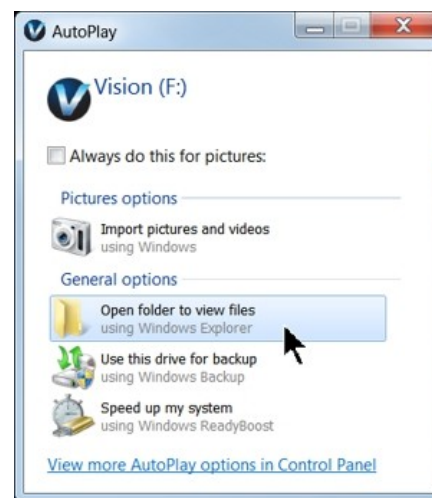 AutoPlay
Vision (F:)
Always do this for pictures:
Pictures options
Import pictures and videos
using Windows
General options
Open folder to view files
using Windows Explorer
Use this drive for backup
using Windows Backup
Speed up my system
using Windows ReadyBoost
View more AutoPlay options in Control Panel